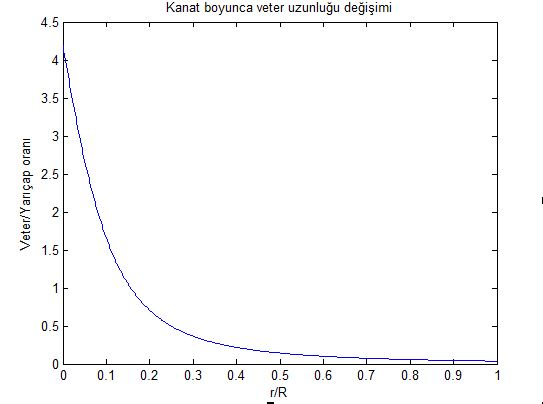 Kanat boyunca veter uzunluğu değişimi
4.5
4
3.5
3
2.5
2
1.5
1
0.5
0
Veter/Yarıçap oranı
0 0.1 0.2 0.3 0.4 0.5 0.6 0.7 0.8 0.9 1
r/R